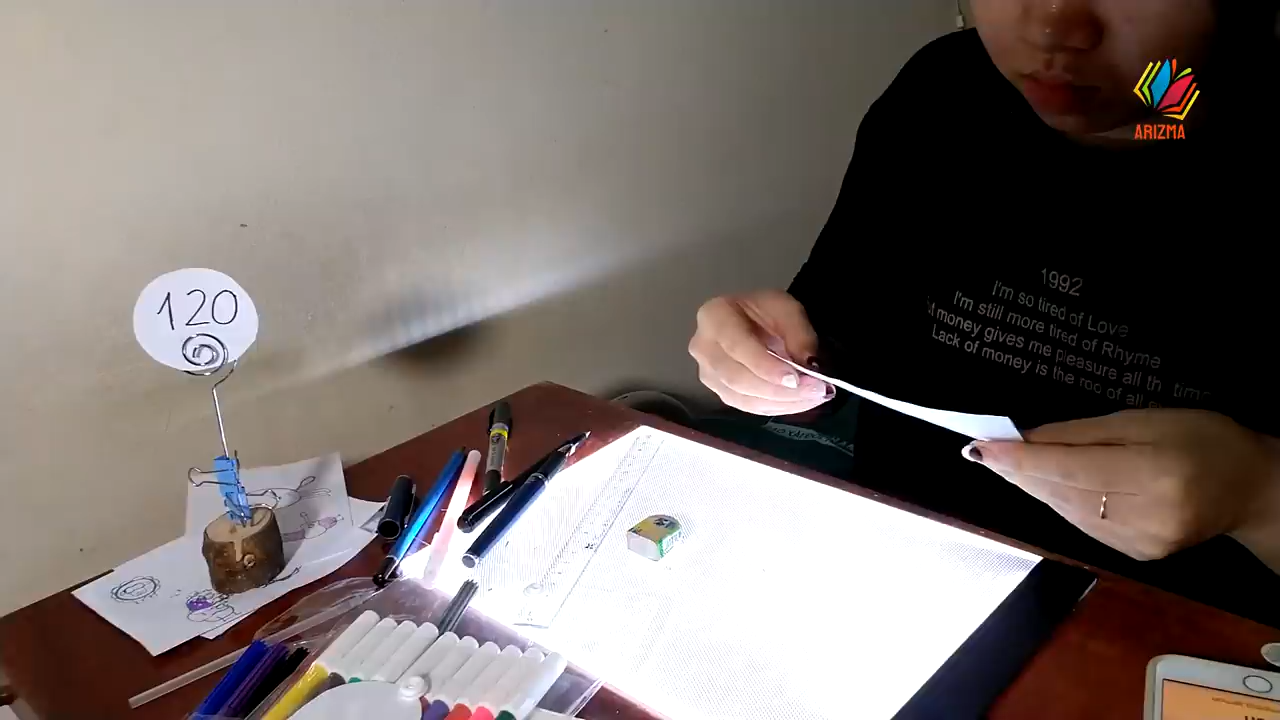 ARIZMA
120
1992
I'm so tired of Love
I'm still more tired of Rhyme
money gives me pleasure all th time
Lack of money is the roo of all